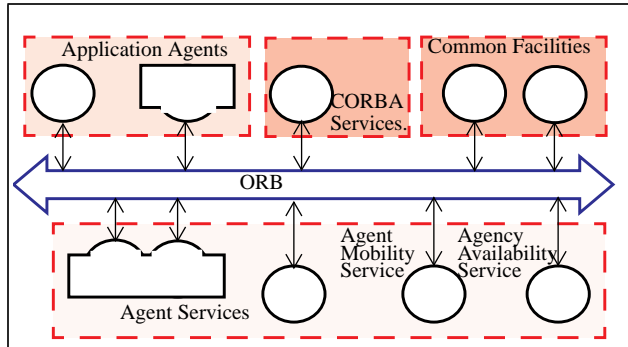 Application Agents
Common Facilities
CORBA
Services.
ORB
Agent
Mobility
Service
Agency
Availability
Service
Agent Services